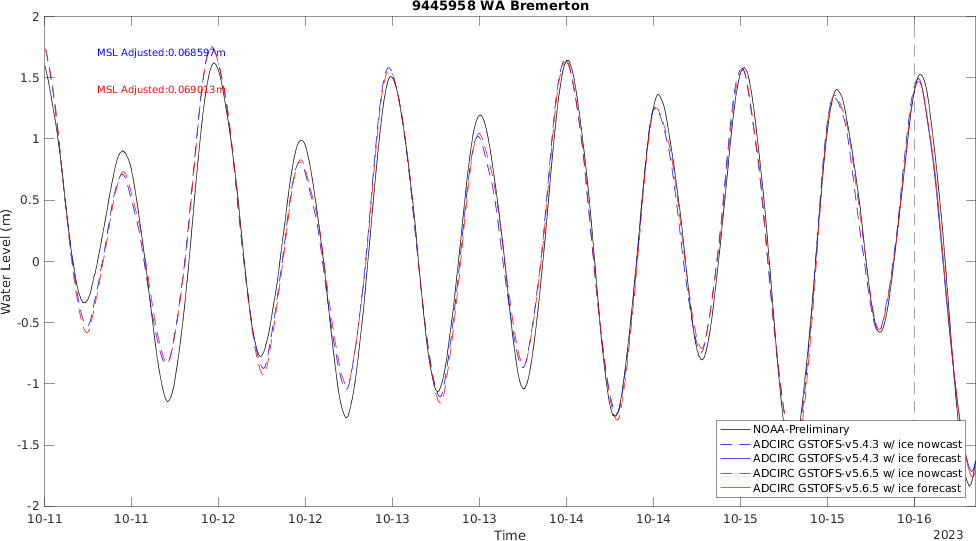 9445958 WA Bremerton
MSL Adjusted:0.068597m
MSL Adjusted:0.069013m
Water Level (m)
2
1.5
1
0.5
0
-0.5
-1
-1.5
-2
NOAA-Preliminary
ADCIRC GSTOFS-v5.4.3 w/ ice nowcast
ADCIRC GSTOFS-v5.4.3 w/ ice forecast
ADCIRC GSTOFS-v5.6.5 w/ ice nowcast
ADCIRC GSTOFS-v5.6.5 w/ ice forecast
10-11 10-11 10-12 10-12 10-13 10-13 10-14 10-14 10-15 10-15 10-16
Time
2023